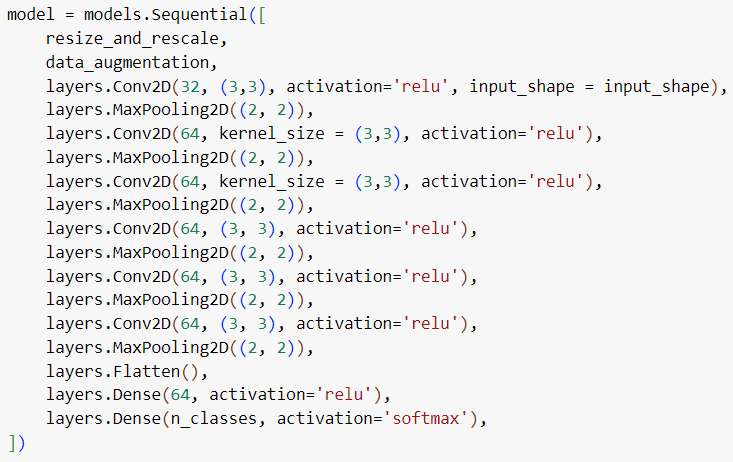 model = models.Sequential([
    resize_and_rescale,
    data_augmentation,
    layers.Conv2D(32, (3,3), activation='relu', input_shape = input_shape),
    layers.MaxPooling2D((2, 2)),
    layers.Conv2D(64, kernel_size = (3,3), activation='relu'),
    layers.MaxPooling2D((2, 2)),
    layers.Conv2D(64, kernel_size = (3,3), activation='relu'),
    layers.MaxPooling2D((2, 2)),
    layers.Conv2D(64, (3, 3), activation='relu'),
    layers.MaxPooling2D((2, 2)),
    layers.Conv2D(64, (3, 3), activation='relu'),
    layers.MaxPooling2D((2, 2)),
    layers.Conv2D(64, (3, 3), activation='relu'),
    layers.MaxPooling2D((2, 2)),
    layers.Flatten(),
    layers.Dense(64, activation='relu'),
    layers.Dense(n_classes, activation='softmax'),
])